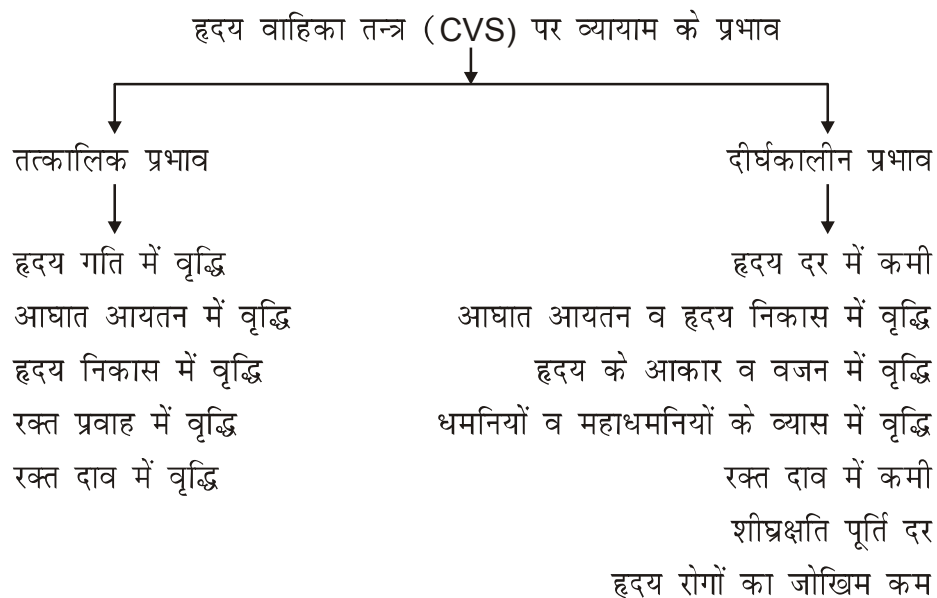 हृदय वाहिका तन्त्र (CVS) पर व्यायाम के प्रभाव
तत्कालिक प्रभाव
हृदय गति में वृद्धि
आघात आयतन में वृद्धि
हृदय निकास में वृद्धि
रक्त प्रवाह में वृद्धि
रक्त दाव में वृद्धि
दीर्घकालीन प्रभाव
हृदय दर में कमी
आघात आयतन व हृदय निकास में वृद्धि
हृदय के आकार व वजन में वृद्धि
धमनियों व महाधमनियों के व्यास में वृद्धि
रक्त दाव में कमी
शीघ्रक्षति पूर्ति दर
हृदय रोगों का जोखिम कम